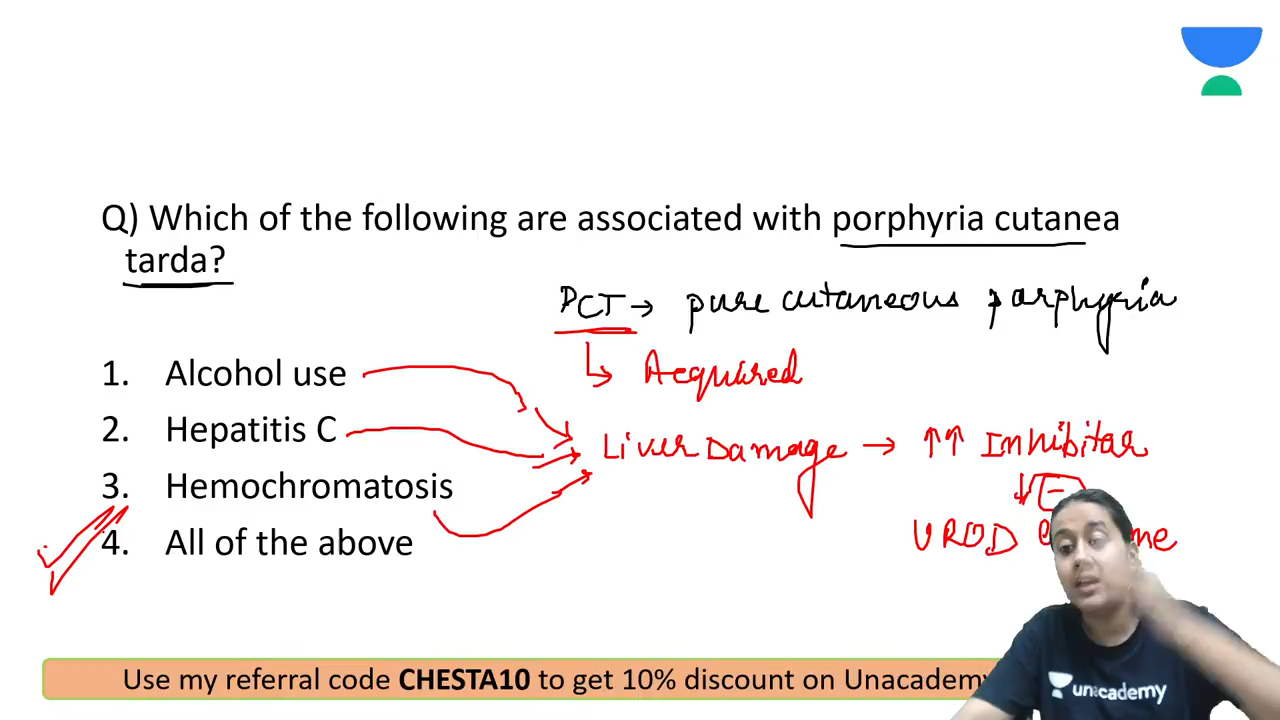 Q) Which of the following are associated with porphyria cutanea
tarda?
PCT → pure cutaneous porphyria
↳ Acquired
1. Alcohol use
2. Hepatitis C
Liver Damage → ↑↑ Inhibitor
3. Hemochromatosis
↓ (-)
4. All of the above
UROD
Use my referral code CHESTA10 to get 10% discount on Unacademy
unacademy